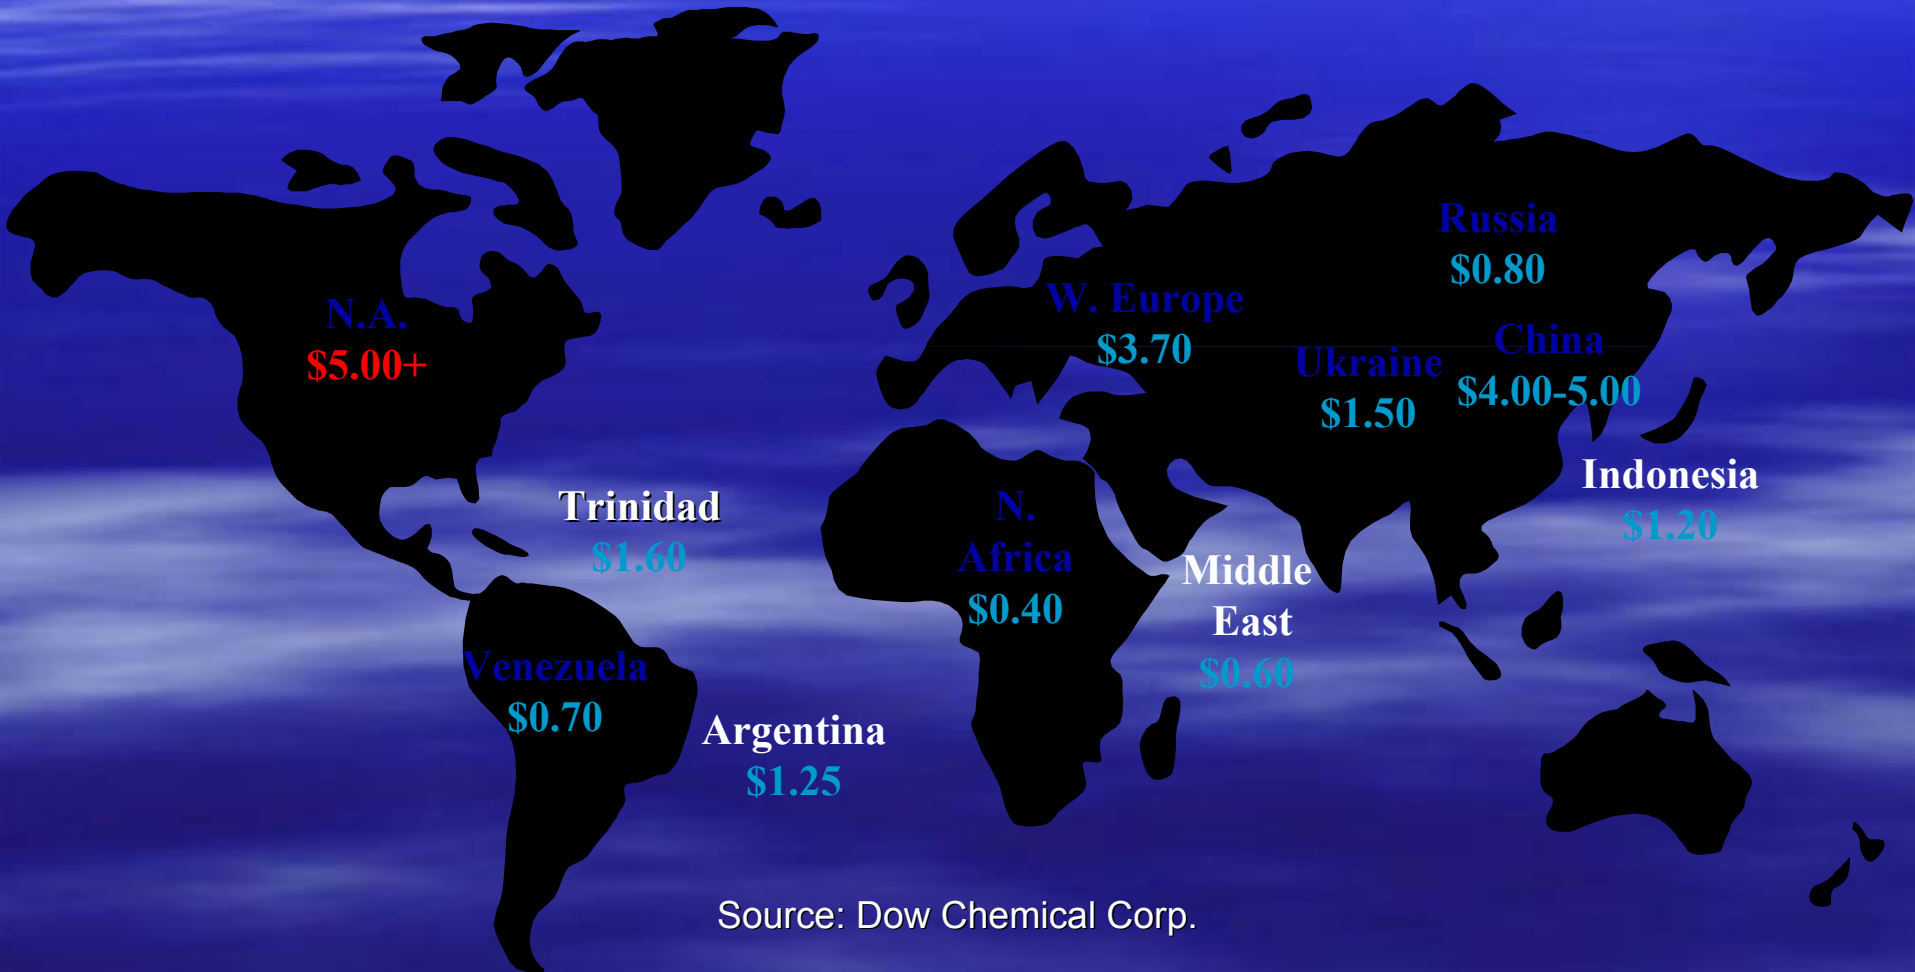 Russia
$0.80
W. Europe
$3.70
N.A.
$5.00+
China
$4.00-5.00
Ukraine
$1.50
Indonesia
$1.20
Trinidad
$1.60
N.
Africa
$0.40
Middle
East
$0.60
Venezuela
$0.70
Argentina
$1.25
Source: Dow Chemical Corp.